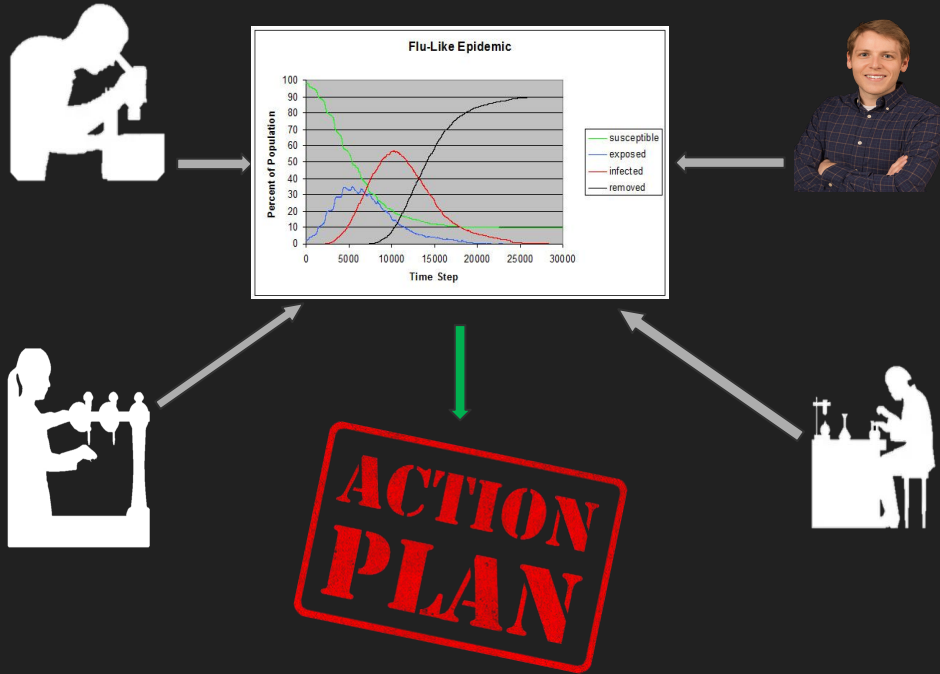 Flu-Like Epidemic
Percent of Population
100
90
80
70
60
50
40
30
20
10
0
0 5000 10000 15000 20000 25000 30000
Time Step
susceptible
exposed
infected
removed
ACTION
PLAN